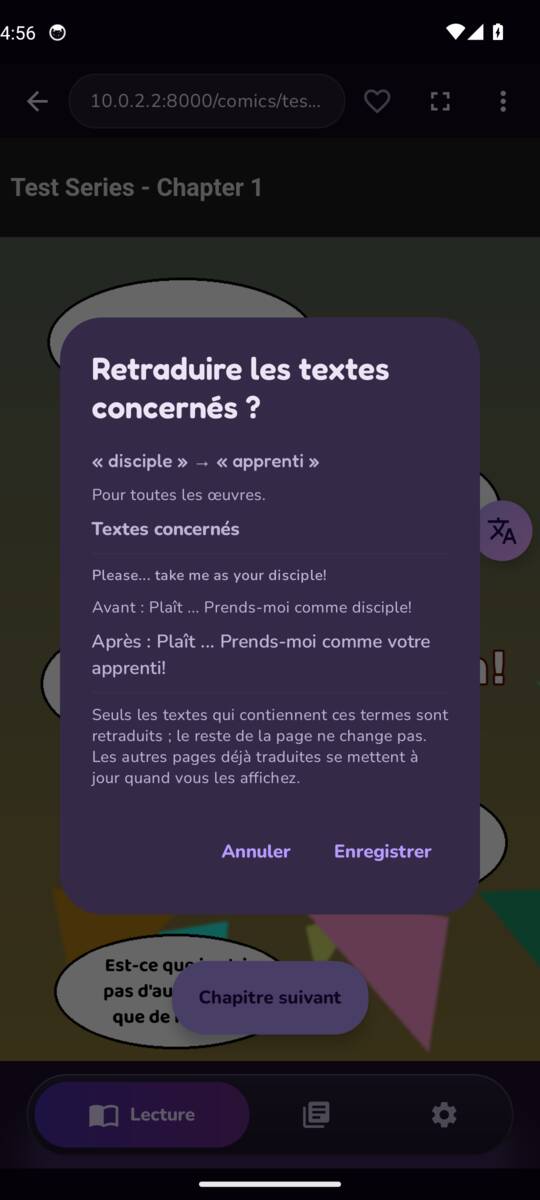 4:56
10.0.2.2:8000/comics/tes...
Test Series - Chapter 1
Retraduire les textes
concernés ?
« disciple » → « apprenti »
Pour toutes les œuvres.
Textes concernés
Please... take me as your disciple!
Avant : Plaît ... Prends-moi comme disciple!
Après : Plaît ... Prends-moi comme votre
apprenti!
Seuls les textes qui contiennent ces termes sont
retraduits ; le reste de la page ne change pas.
Les autres pages déjà traduites se mettent à
jour quand vous les affichez.
Annuler
Enregistrer
Est-ce que
pas d'au
que de
Chapitre suivant
Lecture